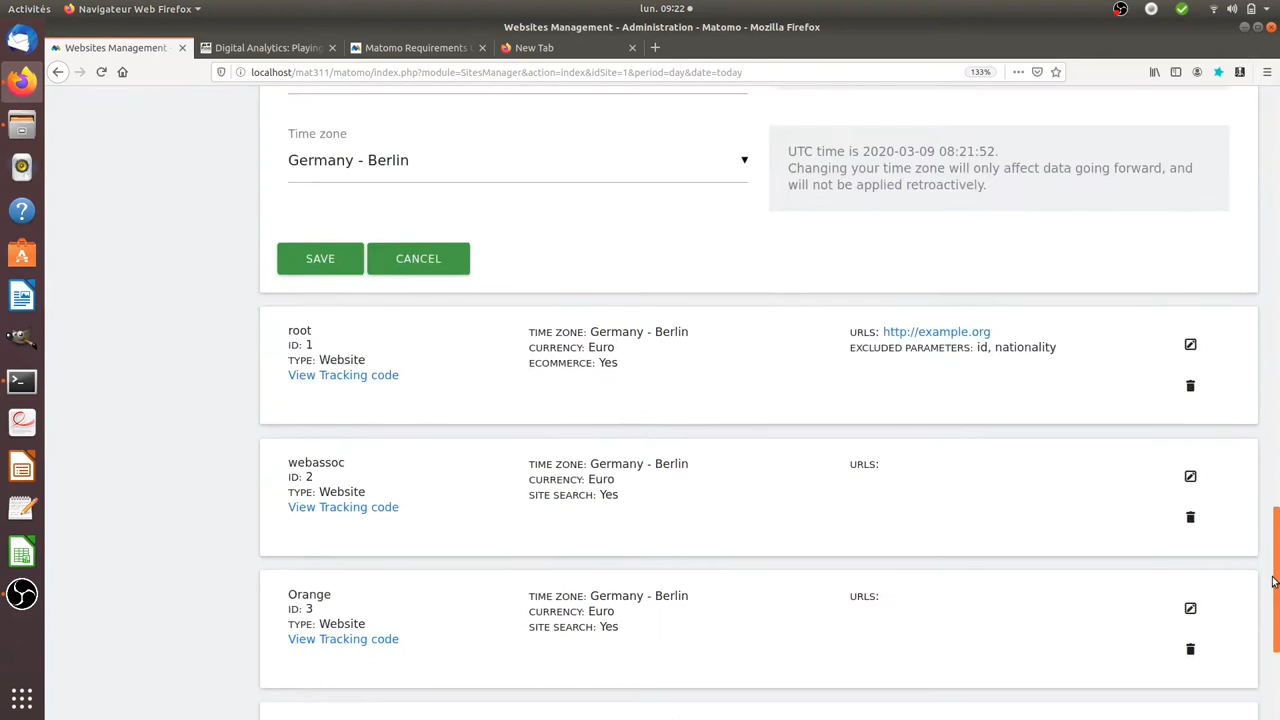 Activités
Navigateur Web Firefox
lun. 09:22
Websites Management - Administration - Matomo - Mozilla Firefox
Websites Management -
Digital Analytics: Playing
Matomo Requirements
New Tab
localhost/mat311/matomo/index.php?module=SitesManager&action=index&idSite=1&period=day&date=today
133%
Time zone
Germany - Berlin
UTC time is 2020-03-09 08:21:52.
Changing your time zone will only affect data going forward, and
will not be applied retroactively.
SAVE
CANCEL
root
ID: 1
TYPE: Website
View Tracking code
TIME ZONE: Germany - Berlin
CURRENCY: Euro
ECOMMERCE: Yes
URLS: http://example.org
EXCLUDED PARAMETERS: id, nationality
webassoc
ID: 2
TYPE: Website
View Tracking code
TIME ZONE: Germany - Berlin
CURRENCY: Euro
SITE SEARCH: Yes
URLS:
Orange
ID: 3
TYPE: Website
View Tracking code
TIME ZONE: Germany - Berlin
CURRENCY: Euro
SITE SEARCH: Yes
URLS: